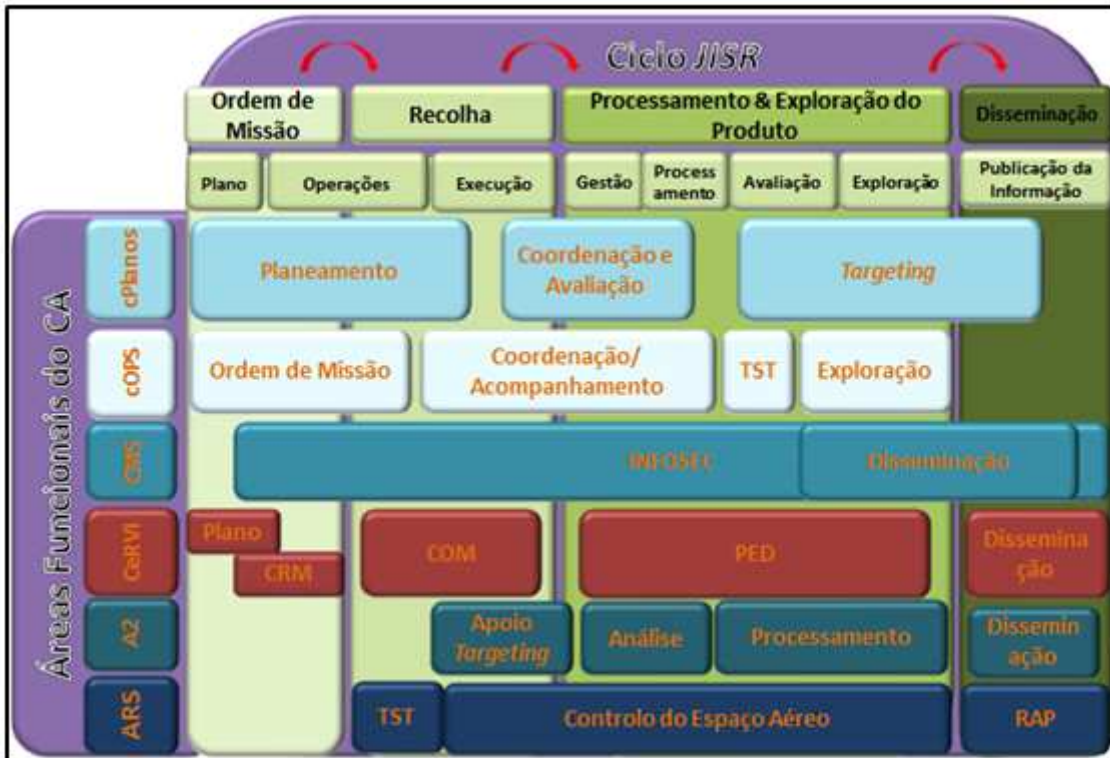 Ciclo JISR
Ordem de
Missão
Recolha
Processamento & Exploração do
Produto
Disseminação
Plano
Operações
Execução
Gestão
Process
amento
Avaliação
Exploração
Publicação da
Informação
Áreas Funcionais do CA
cPlanos
Planeamento
Coordenação e
Avaliação
Targeting
cOPS
Ordem de Missão
Coordenação/
Acompanhamento
TST
Exploração
CMS
INFOSEC
Disseminação
CeRVI
Plano
CRM
COM
PED
Dissemina
ção
A2
Apoio
Targeting
Análise
Processamento
Dissemin
ação
ARS
TST
Controlo do Espaço Aéreo
RAP